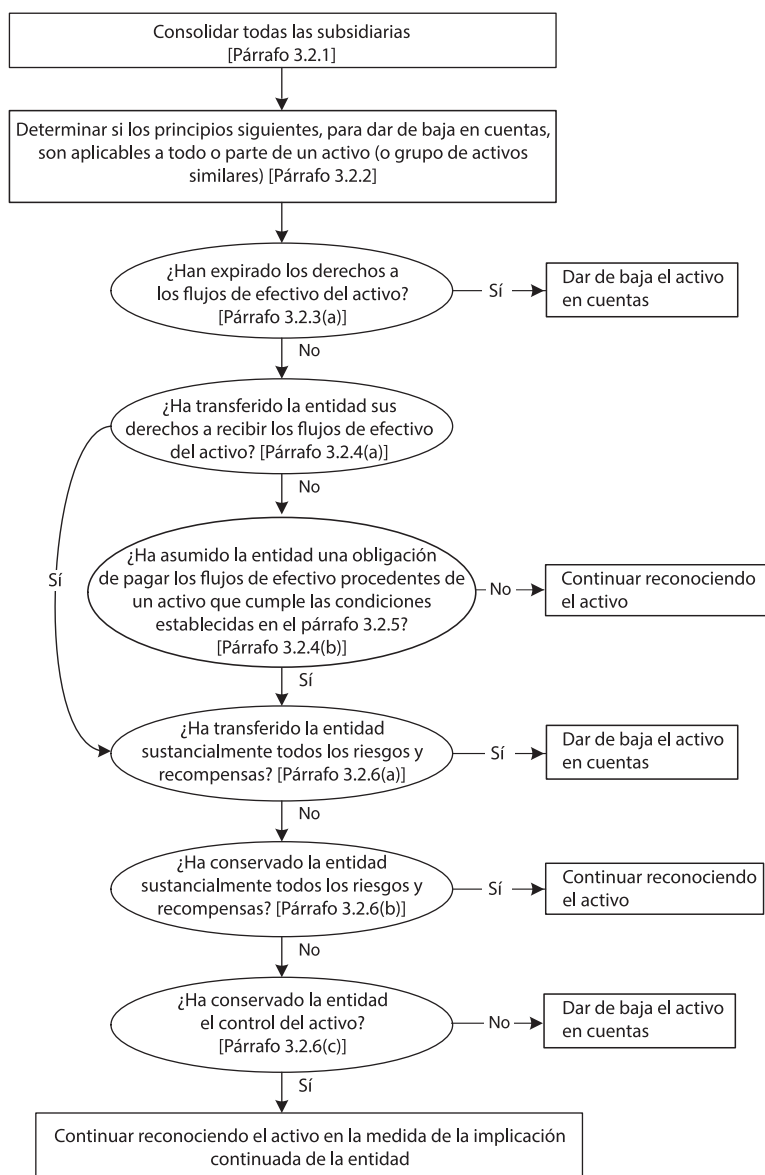 Consolidar todas las subsidiarias
[Párrafo 3.2.1]
Determinar si los principios siguientes, para dar de baja en cuentas,
son aplicables a todo o parte de un activo (o grupo de activos
similares) [Párrafo 3.2.2]
¿Han expirado los derechos a
los flujos de efectivo del activo?
[Párrafo 3.2.3(a)]
Sí
Dar de baja el activo
en cuentas
No
¿Ha transferido la entidad sus
derechos a recibir los flujos de efectivo
del activo? [Párrafo 3.2.4(a)]
No
Sí
¿Ha asumido la entidad una obligación
de pagar los flujos de efectivo procedentes de
un activo que cumple las condiciones
establecidas en el párrafo 3.2.5?
[Párrafo 3.2.4(b)]
No
Continuar reconociendo
el activo
Sí
¿Ha transferido la entidad
sustancialmente todos los riesgos y
recompensas? [Párrafo 3.2.6(a)]
Sí
Dar de baja el activo
en cuentas
No
¿Ha conservado la entidad
sustancialmente todos los riesgos y
recompensas? [Párrafo 3.2.6(b)]
Sí
Continuar reconociendo
el activo
No
¿Ha conservado la entidad
el control del activo?
[Párrafo 3.2.6(c)]
No
Dar de baja el activo
en cuentas
Sí
Continuar reconociendo el activo en la medida de la implicación
continuada de la entidad